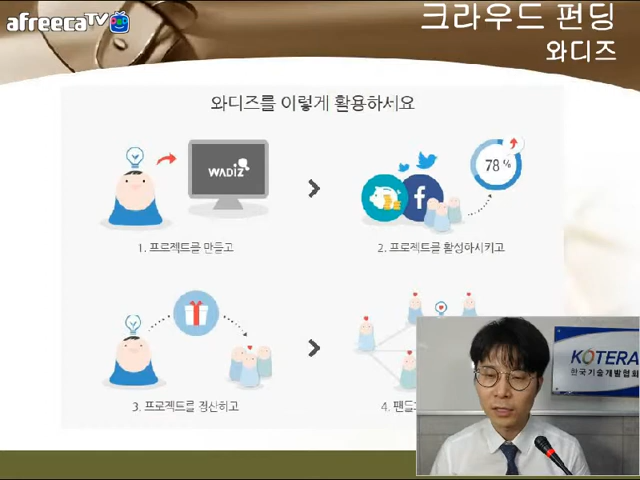 afreecaTV
크라우드 펀딩
와디즈
와디즈를 이렇게 활용하세요
WADIZ
78 %
f
1. 프로젝트를 만들고
2. 프로젝트를 활성화시키고
3. 프로젝트를 정산하고
4. 팬들
KOTERA
한국기술개발협회